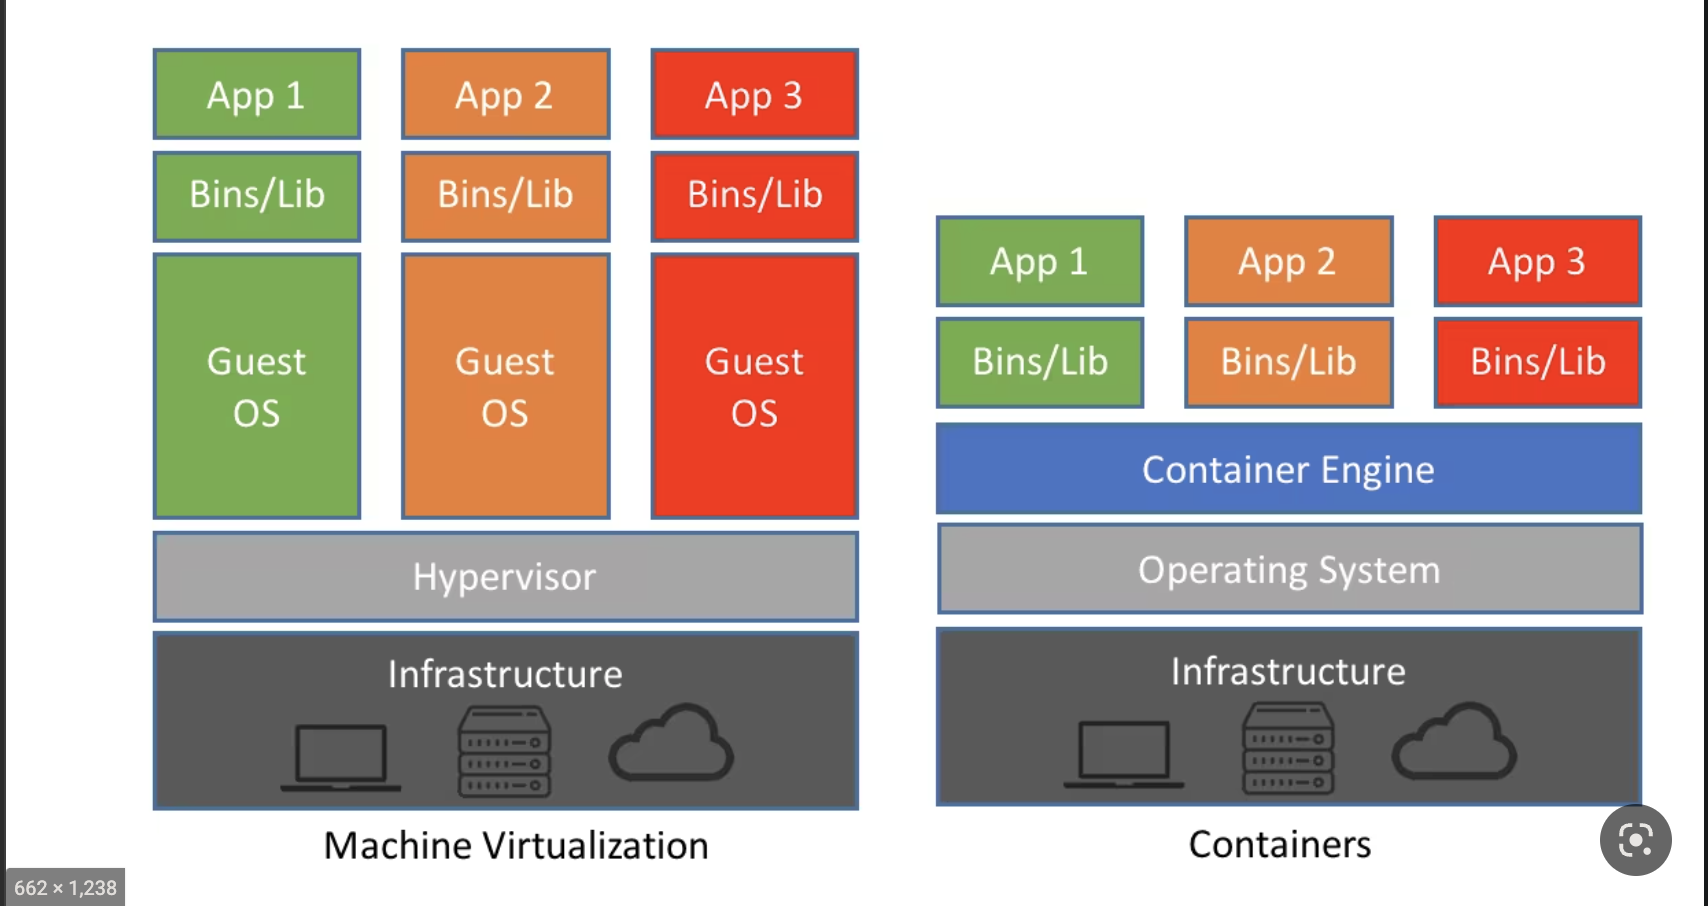 App 1
App 2
App 3
Bins/Lib
Bins/Lib
Bins/Lib
Guest
OS
Guest
OS
Guest
OS
Hypervisor
Infrastructure
Machine Virtualization
App 1
App 2
App 3
Bins/Lib
Bins/Lib
Bins/Lib
Container Engine
Operating System
Infrastructure
Containers
662 × 1,238